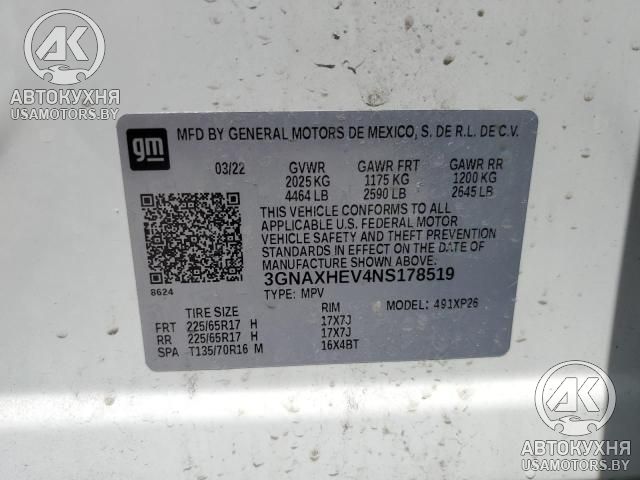 АК
АВТОКУХНЯ
USAMOTORS.BY
gm
MFD BY GENERAL MOTORS DE MEXICO, S. DE R.L. DE C.V.
03/22 GVWR GAWR FRT GAWR RR
2025 KG 1175 KG 1200 KG
4464 LB 2590 LB 2645 LB
THIS VEHICLE CONFORMS TO ALL
APPLICABLE U.S. FEDERAL MOTOR
VEHICLE SAFETY AND THEFT PREVENTION
STANDARDS IN EFFECT ON THE DATE OF
MANUFACTURE SHOWN ABOVE.
3GNAXHEV4NS178519
8624
TYPE: MPV
TIRE SIZE RIM MODEL: 491XP26
FRT 225/65R17 H 17X7J
RR 225/65R17 H 17X7J
SPA T135/70R16 M 16X4BT
АК
АВТОКУХНЯ
USAMOTORS.BY